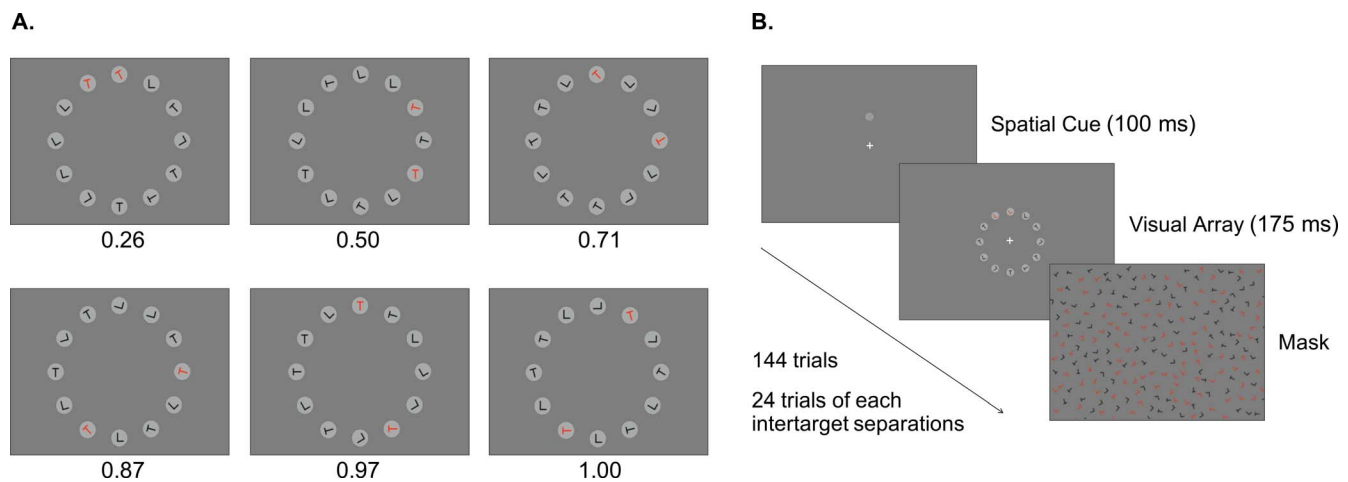 A.
B.
0.26
0.50
0.71
0.87
0.97
1.00
Spatial Cue (100 ms)
Visual Array (175 ms)
Mask
144 trials
24 trials of each
intertarget separations